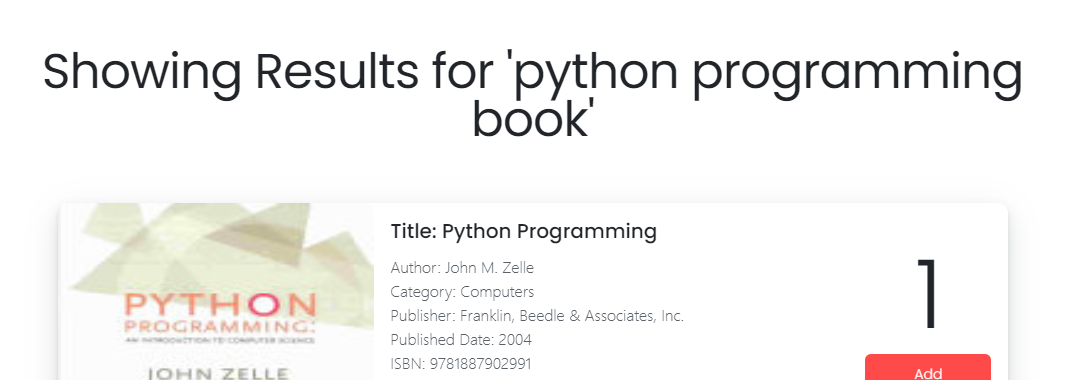 Showing Results for 'python programming
book'
Title: Python Programming
Author: John M. Zelle
Category: Computers
Publisher: Franklin, Beedle & Associates, Inc.
Published Date: 2004
ISBN: 9781887902991
1
Add
PYTHON
PROGRAMMING:
AN INTRODUCTION TO COMPUTER SCIENCE
JOHN ZELLE